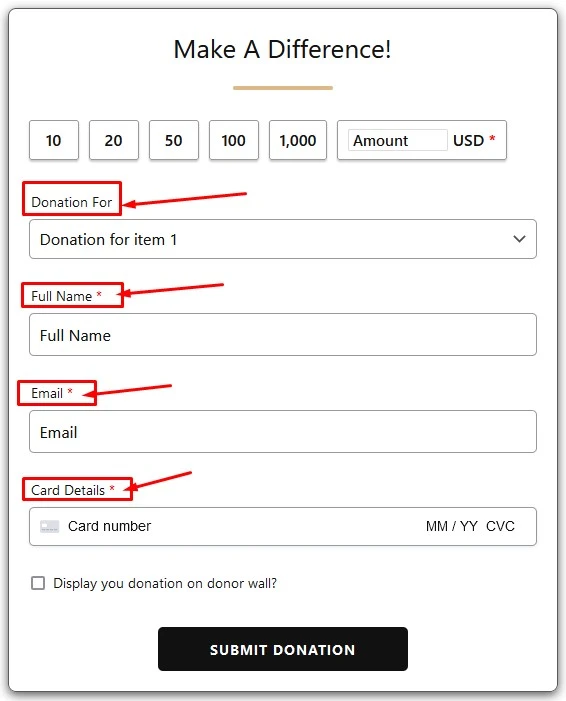 Make A Difference!
10 20 50 100 1,000 Amount USD *
Donation For
Donation for item 1
Full Name *
Full Name
Email *
Email
Card Details *
Card number MM / YY CVC
Display you donation on donor wall?
SUBMIT DONATION